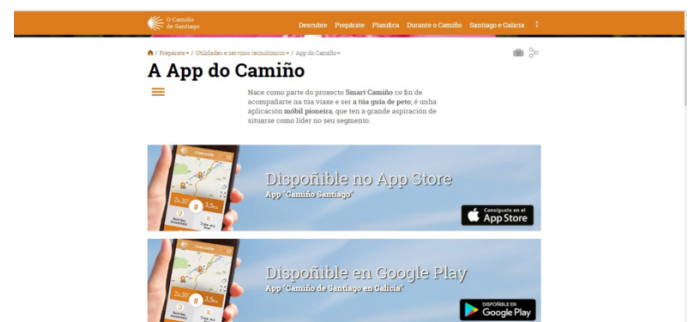 O Camiño
de Santiago
Descubre Prepárate Planifica Durante o Camiño Santiago e Galicia
/ Prepárate / Utilidades e servizos tecnolóxicos / App do Camiño
A App do Camiño
Nace como parte do proxecto Smart Camiño co fin de
acompañarte na túa viaxe e ser a túa guía de peto; é unha
aplicación móbil pioneira, que ten a grande aspiración de
situarse como líder no seu segmento.
Dispoñible no App Store
App "Camiño Santiago"
Consíguelo en el
App Store
Dispoñible en Google Play
App "Camiño de Santiago en Galicia"
DISPONIBLE EN
Google Play